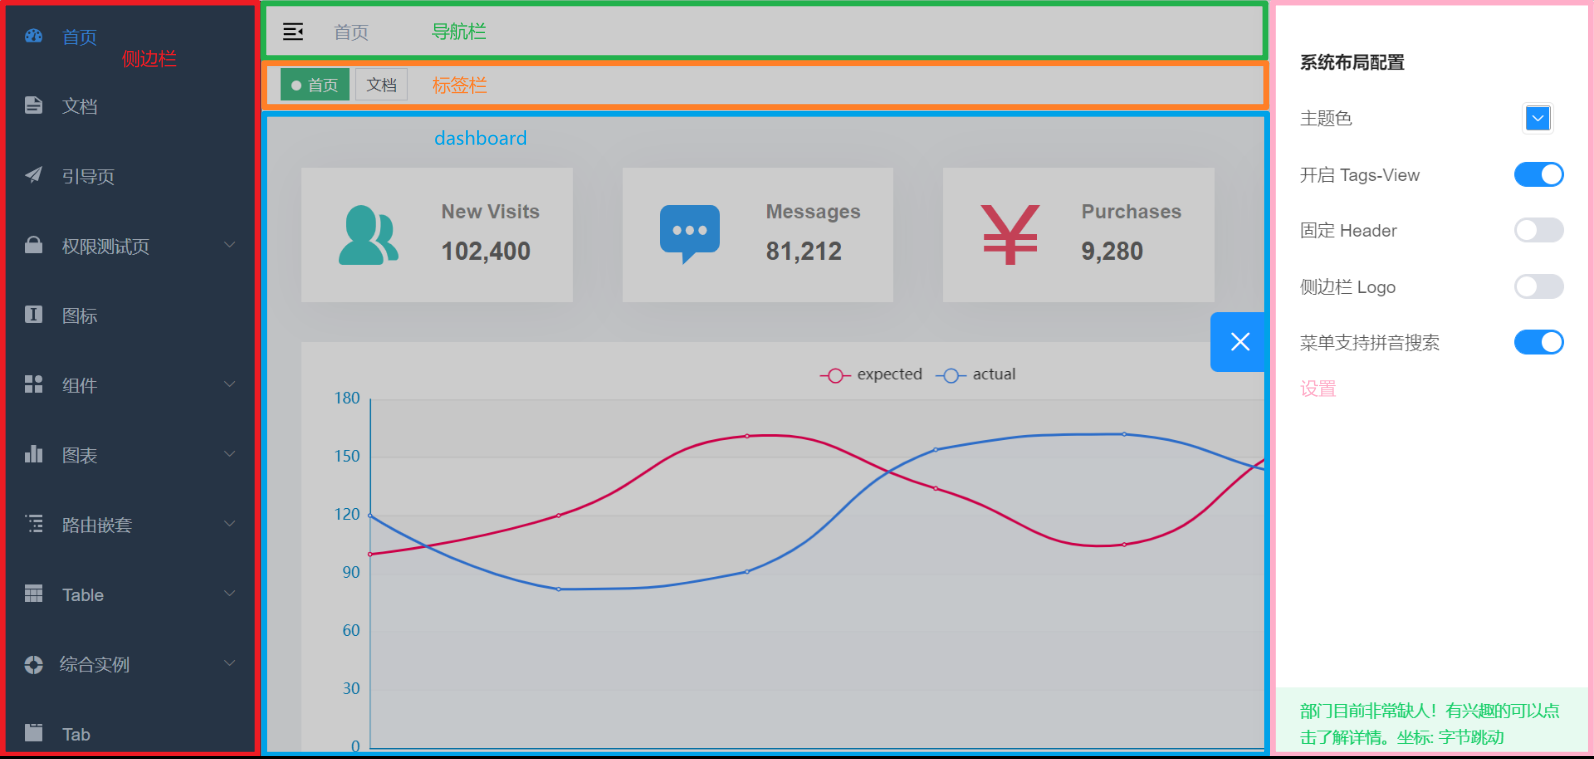 首页
侧边栏
文档
引导页
权限测试页
图标
组件
图表
路由嵌套
Table
综合实例
Tab
首页
导航栏
首页
文档
标签栏
dashboard
New Visits
102,400
Messages
81,212
Purchases
9,280
expected
actual
180
150
120
90
60
30
0
系统布局配置
主题色
开启 Tags-View
固定 Header
侧边栏 Logo
菜单支持拼音搜索
设置
部门目前非常缺人！有兴趣的可以点
击了解详情。坐标: 字节跳动